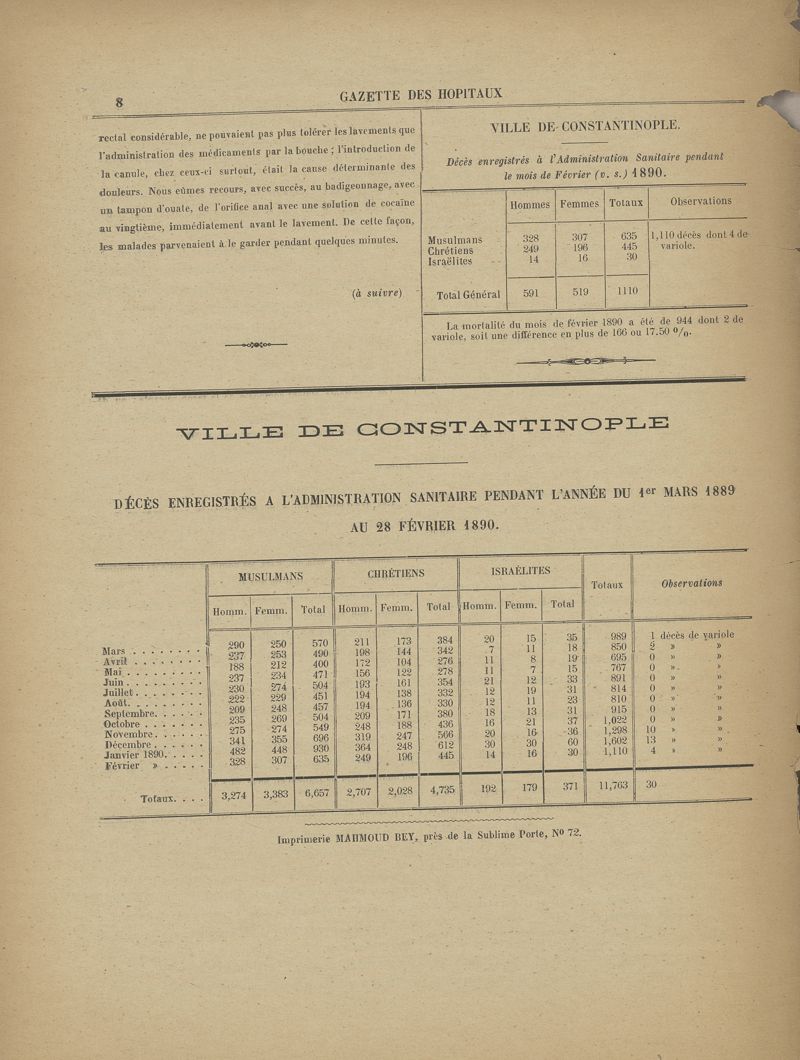 8
GAZETTE DES HOPITAUX
rectal considérable, ne pouvaient pas plus tolérer les lavements que
l'administration des médicaments par la bouche ; l'introduction de
la canule, chez ceux-ci surtout, était la cause déterminante des
douleurs. Nous eûmes recours, avec succès, au badigeonnage, avec
un tampon d'ouate, de l'orifice anal avec une solution de cocaïne
au vingtième, immédiatement avant le lavement. De cette façon,
les malades parvenaient à le garder pendant quelques minutes.
(à suivre)
VILLE DE CONSTANTINOPLE.
Décès enregistrés à l'Administration Sanitaire pendant
le mois de Février (v. s.) 1890.
Hommes Femmes Totaux Observations
Musulmans 328 307 635 1,110 décès dont 4 de
Chrétiens 249 196 445 variole.
Israëlites 14 16 30
Total Général 591 519 1110
La mortalité du mois de février 1890 a été de 944 dont 2 de
variole, soit une différence en plus de 166 ou 17.50 %.
VILLE DE CONSTANTINOPLE
DÉCÈS ENREGISTRÉS A L'ADMINISTRATION SANITAIRE PENDANT L'ANNÉE DU 1er MARS 1889
AU 28 FÉVRIER 1890.
MUSULMANS CHRÉTIENS ISRAÉLITES Totaux Observations
Homm. Femm. Total Homm. Femm. Total Homm. Femm. Total
Mars . . . . . . . . 290 250 570 211 173 384 20 15 35 989 1 décès de variole
Avril . . . . . . . . 237 253 490 198 144 342 7 11 18 850 2 » »
Mai . . . . . . . . . 188 212 400 172 104 276 11 8 19 695 0 » »
Juin . . . . . . . . . 237 234 471 156 122 278 11 7 15 767 0 » »
Juillet . . . . . . . . 230 274 504 193 161 354 21 12 33 891 0 » »
Août . . . . . . . . . 222 229 451 194 138 332 12 19 31 814 0 » »
Septembre . . . . . . 209 248 457 194 136 330 12 11 23 810 0 » »
Octobre . . . . . . . 235 269 504 209 171 380 18 13 31 915 0 » »
Novembre . . . . . . 275 274 549 248 188 436 16 21 37 1,022 0 » »
Décembre . . . . . . 341 355 696 319 247 566 20 16 36 1,298 10 » »
Janvier 1890 . . . . . 482 448 930 364 248 612 30 30 60 1,602 13 » »
Février » . . . . . 328 307 635 249 196 445 14 16 30 1,110 4 » »
Totaux . . . . 3,274 3,383 6,657 2,707 2,028 4,735 192 179 371 11,763 30
Imprimerie MAHMOUD BEY, près de la Sublime Porte, No 72.